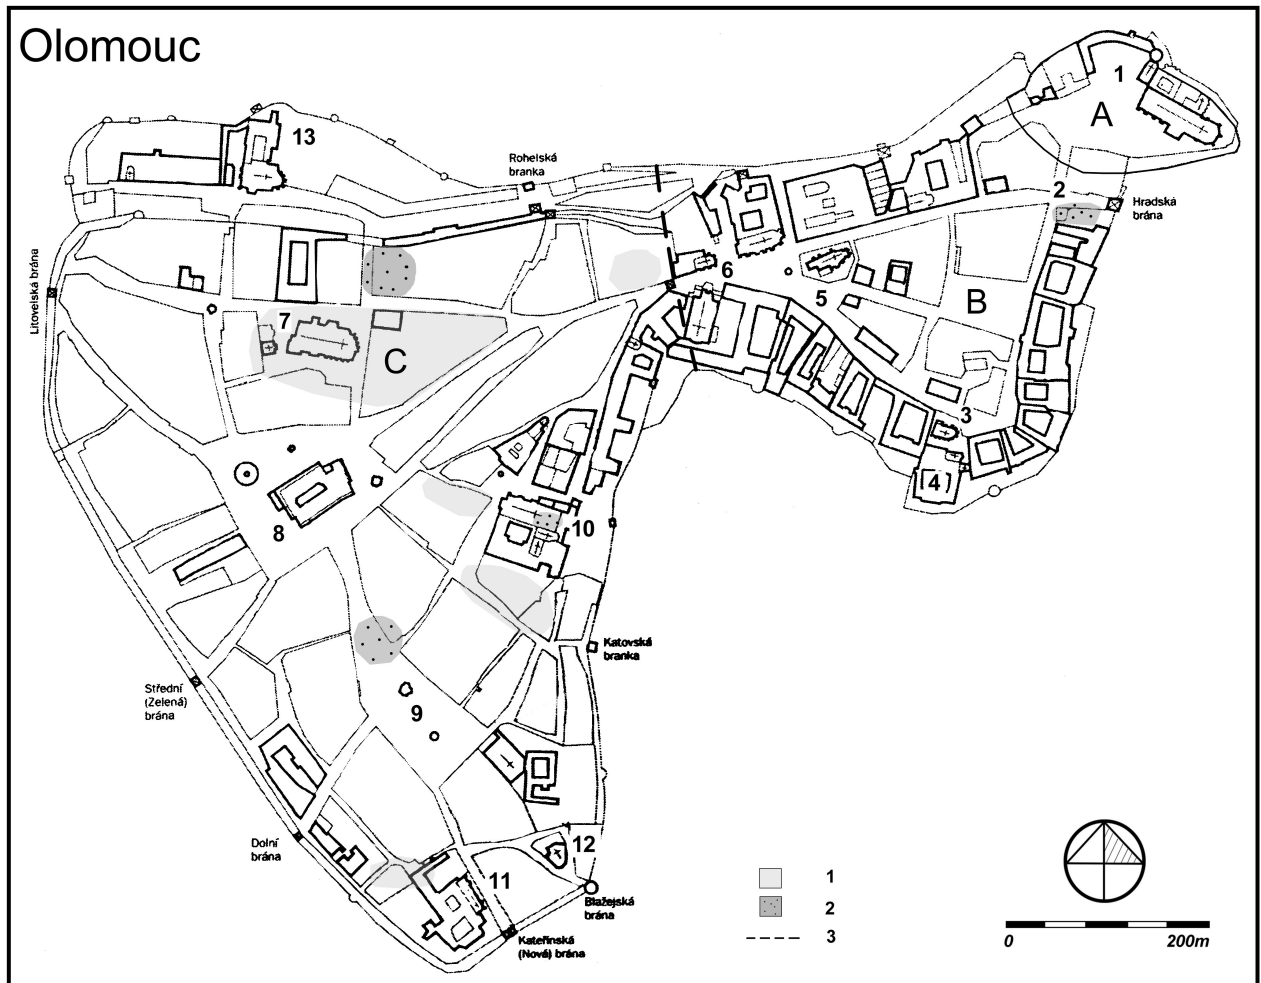 Olomouc
1
A
13
Rohelská
branka
2
Hradská
brána
Litovelská brána
6
5
B
7
C
3
4
8
10
Katovská
branka
Střední
(Zelená)
brána
9
Dolní
brána
12
11
Blažejská
brána
Kateřinská
(Nová) brána
1
2
3
0 200m